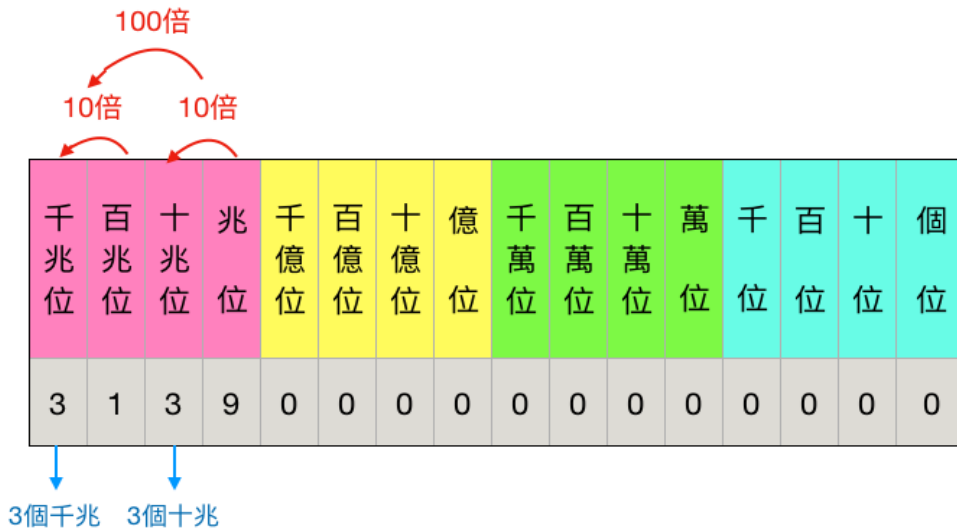 100倍
10倍 10倍
千兆位 百兆位 十兆位 兆位 千億位 百億位 十億位 億位 千萬位 百萬位 十萬位 萬位 千位 百位 十位 個位
3 1 3 9 0 0 0 0 0 0 0 0 0 0 0 0
3個千兆 3個十兆